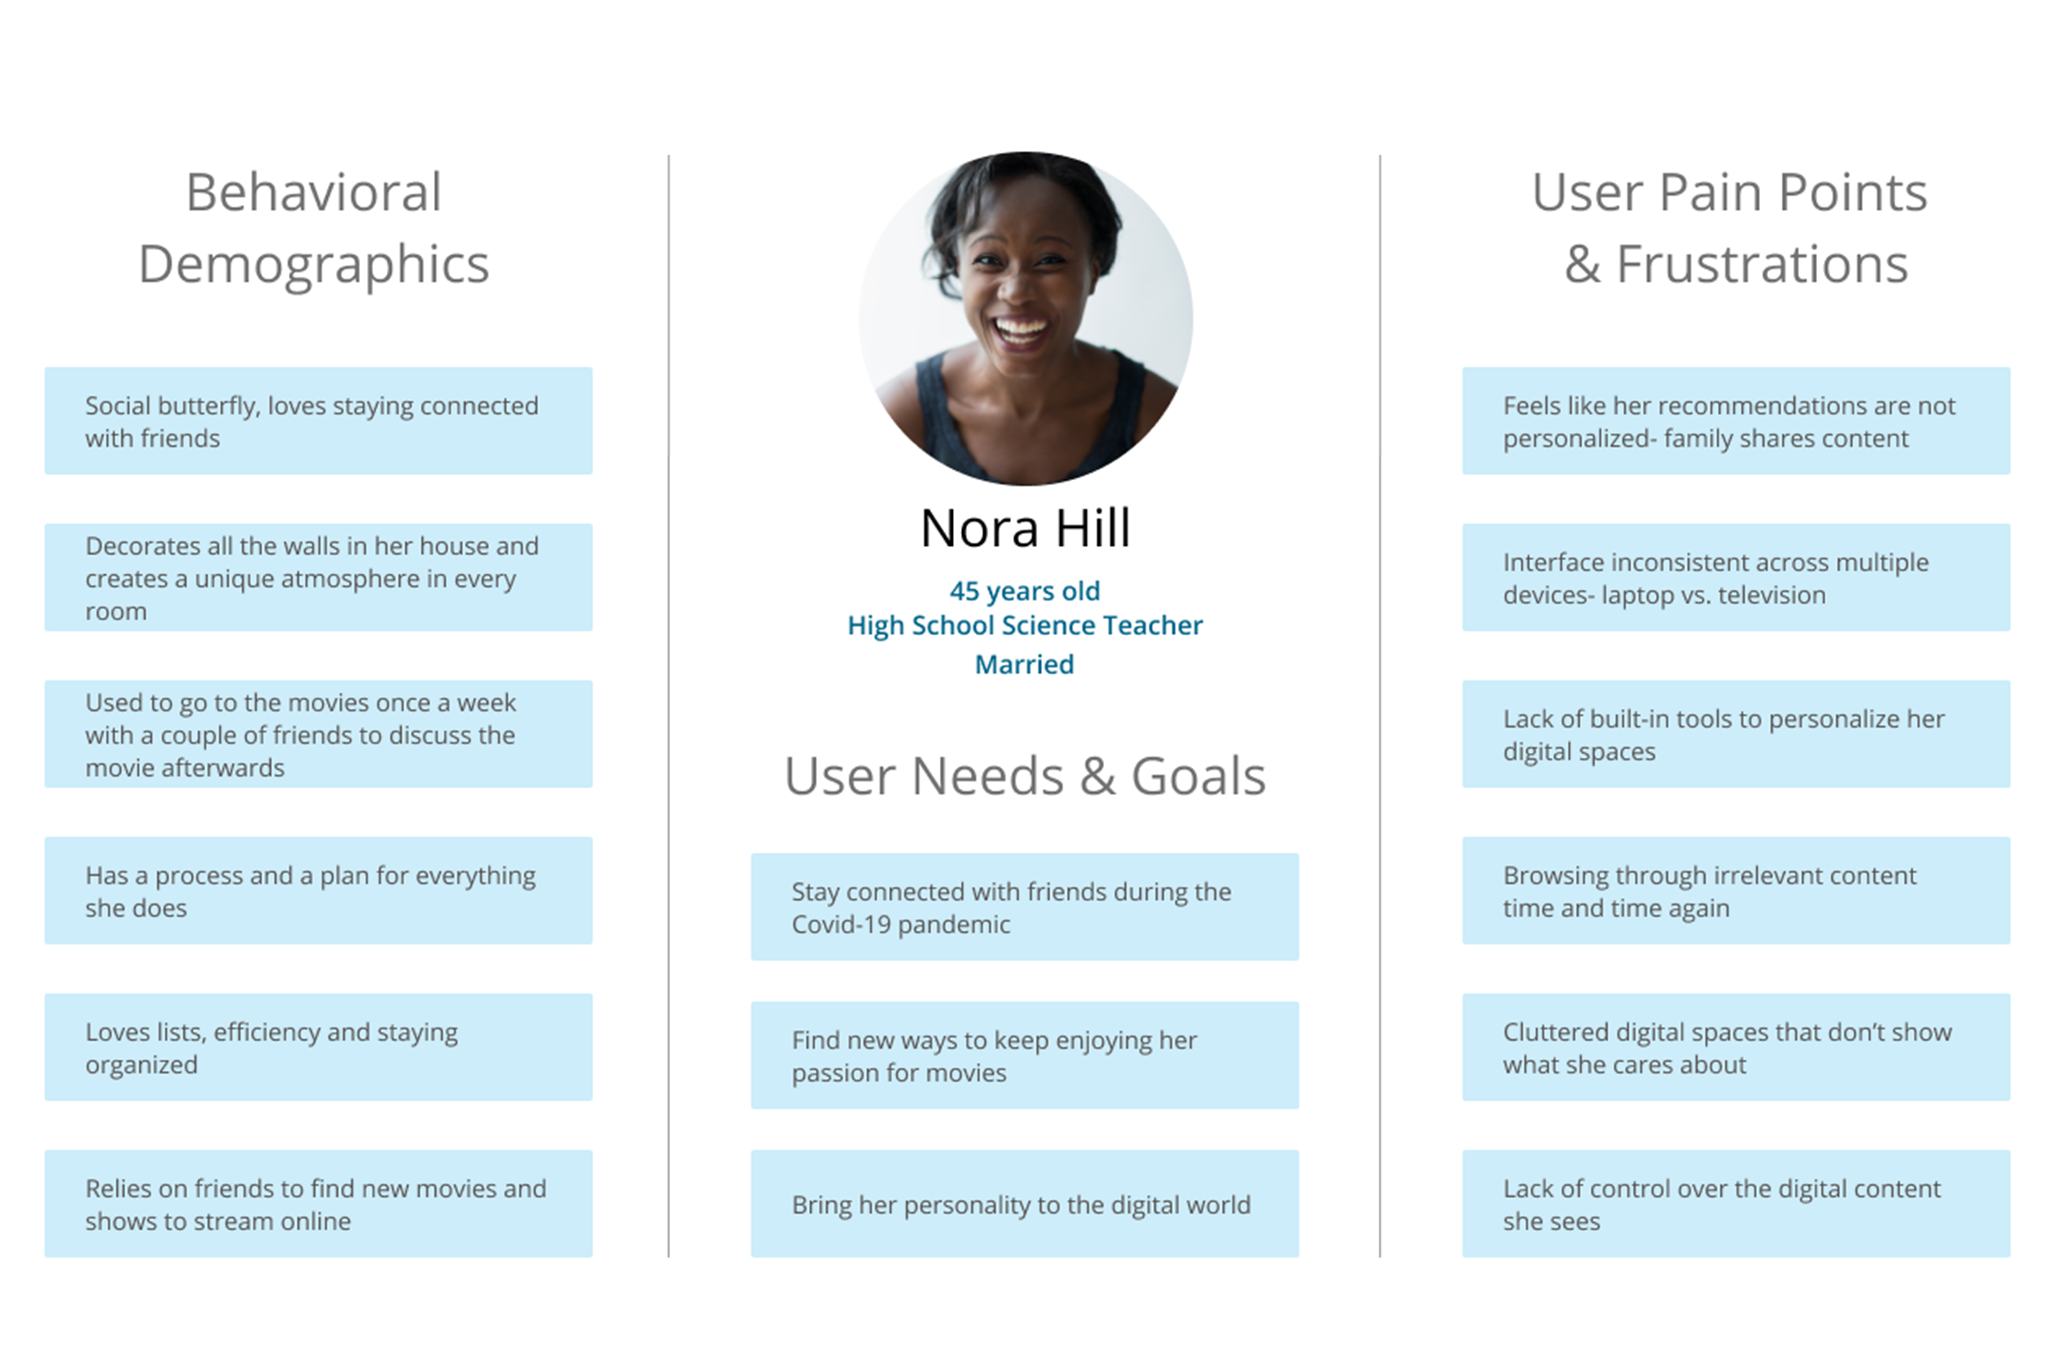 Behavioral
Demographics
Social butterfly, loves staying connected
with friends
Decorates all the walls in her house and
creates a unique atmosphere in every
room
Used to go to the movies once a week
with a couple of friends to discuss the
movie afterwards
Has a process and a plan for everything
she does
Loves lists, efficiency and staying
organized
Relies on friends to find new movies and
shows to stream online
Nora Hill
45 years old
High School Science Teacher
Married
User Needs & Goals
Stay connected with friends during the
Covid-19 pandemic
Find new ways to keep enjoying her
passion for movies
Bring her personality to the digital world
User Pain Points
& Frustrations
Feels like her recommendations are not
personalized- family shares content
Interface inconsistent across multiple
devices- laptop vs. television
Lack of built-in tools to personalize her
digital spaces
Browsing through irrelevant content
time and time again
Cluttered digital spaces that don’t show
what she cares about
Lack of control over the digital content
she sees